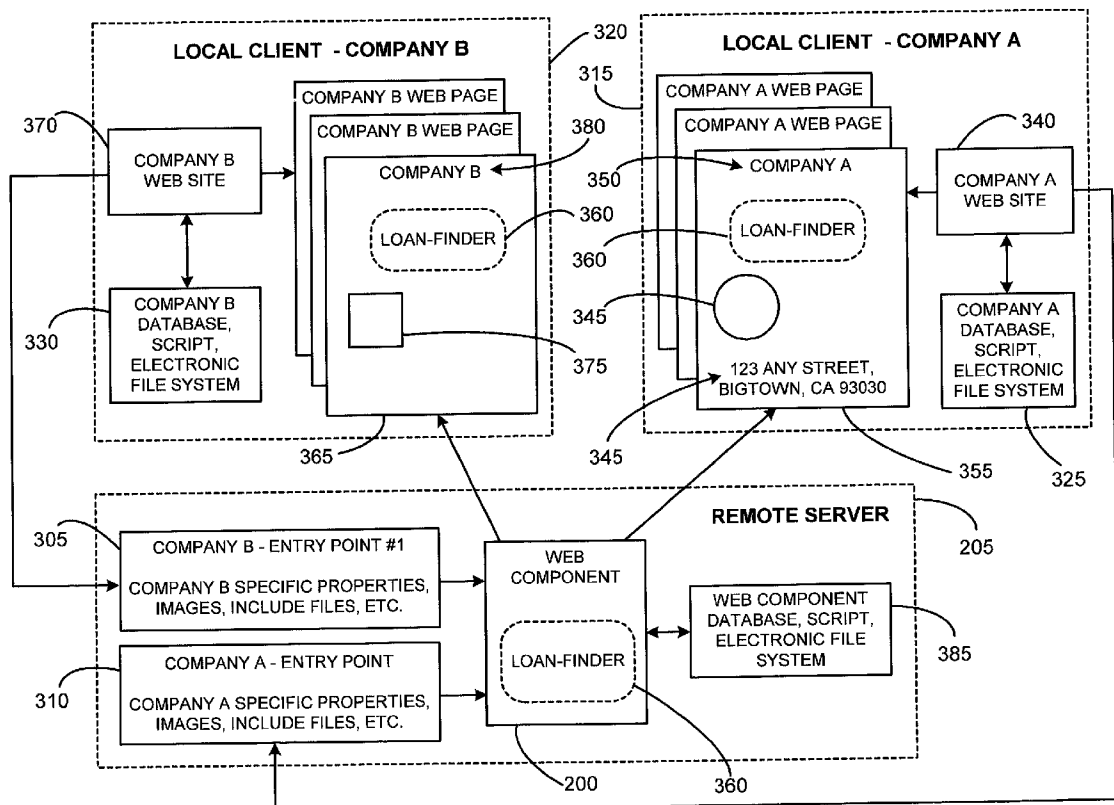 LOCAL CLIENT - COMPANY B
320
370
COMPANY B
WEB SITE
COMPANY B WEB PAGE
COMPANY B WEB PAGE
380
COMPANY B
360
LOAN-FINDER
330
COMPANY B
DATABASE,
SCRIPT,
ELECTRONIC
FILE SYSTEM
375
365
LOCAL CLIENT - COMPANY A
315
COMPANY A WEB PAGE
COMPANY A WEB PAGE
340
350
COMPANY A
COMPANY A
WEB SITE
360
LOAN-FINDER
345
123 ANY STREET,
BIGTOWN, CA 93030
345
COMPANY A
DATABASE,
SCRIPT,
ELECTRONIC
FILE SYSTEM
355
325
REMOTE SERVER
205
305
COMPANY B - ENTRY POINT #1
COMPANY B SPECIFIC PROPERTIES,
IMAGES, INCLUDE FILES, ETC.
310
COMPANY A - ENTRY POINT
COMPANY A SPECIFIC PROPERTIES,
IMAGES, INCLUDE FILES, ETC.
WEB
COMPONENT
LOAN-FINDER
WEB COMPONENT
DATABASE, SCRIPT,
ELECTRONIC FILE
SYSTEM
385
200
360